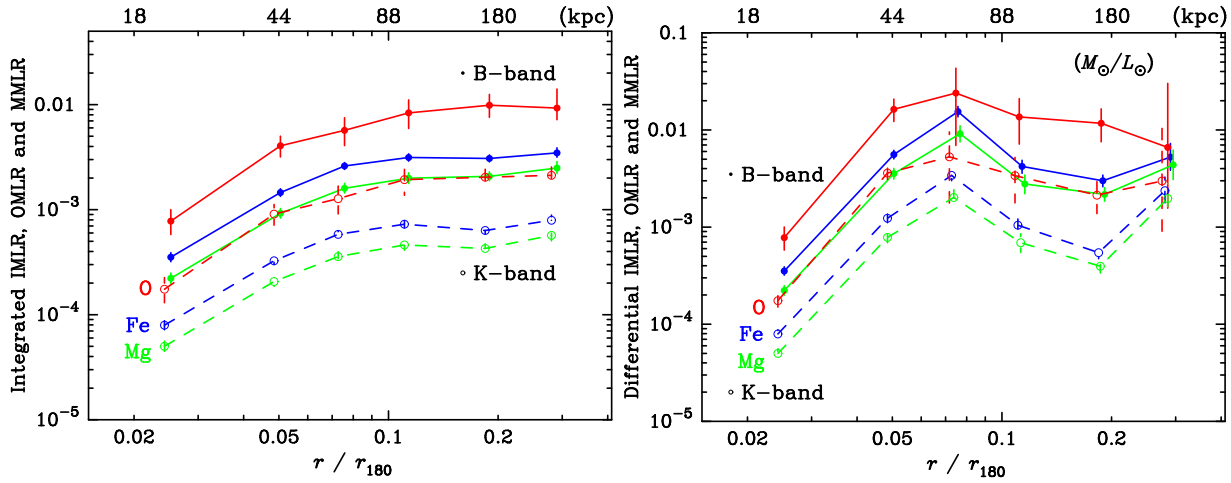 18 44 88 180 (kpc)
Integrated IMLR, OMLR and MMLR
0.01
10⁻³
10⁻⁴
10⁻⁵
B−band
K−band
O
Fe
Mg
0.02 0.05 0.1 0.2
r / r₁₈₀
18 44 88 180 (kpc)
Differential IMLR, OMLR and MMLR
0.1
0.01
10⁻³
10⁻⁴
10⁻⁵
(M⊙/L⊙)
B−band
O
Fe
Mg
K−band
0.02 0.05 0.1 0.2
r / r₁₈₀